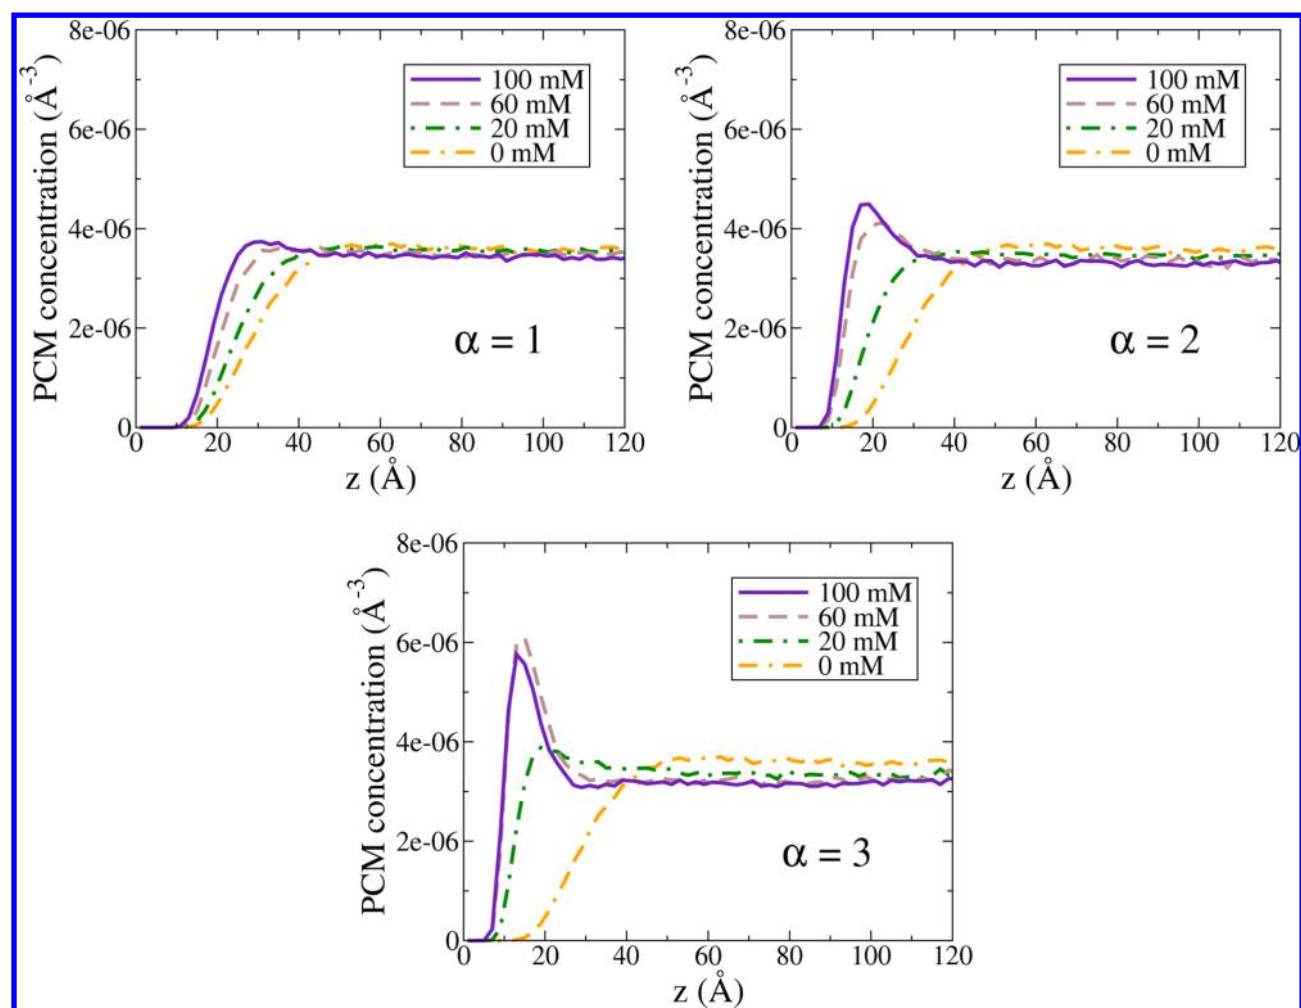 PCM concentration (Å⁻³)
8e-06
6e-06
4e-06
2e-06
0
100 mM
60 mM
20 mM
0 mM
α = 1
0 20 40 60 80 100 120
z (Å)
PCM concentration (Å⁻³)
8e-06
6e-06
4e-06
2e-06
0
100 mM
60 mM
20 mM
0 mM
α = 2
0 20 40 60 80 100 120
z (Å)
PCM concentration (Å⁻³)
8e-06
6e-06
4e-06
2e-06
0
100 mM
60 mM
20 mM
0 mM
α = 3
0 20 40 60 80 100 120
z (Å)